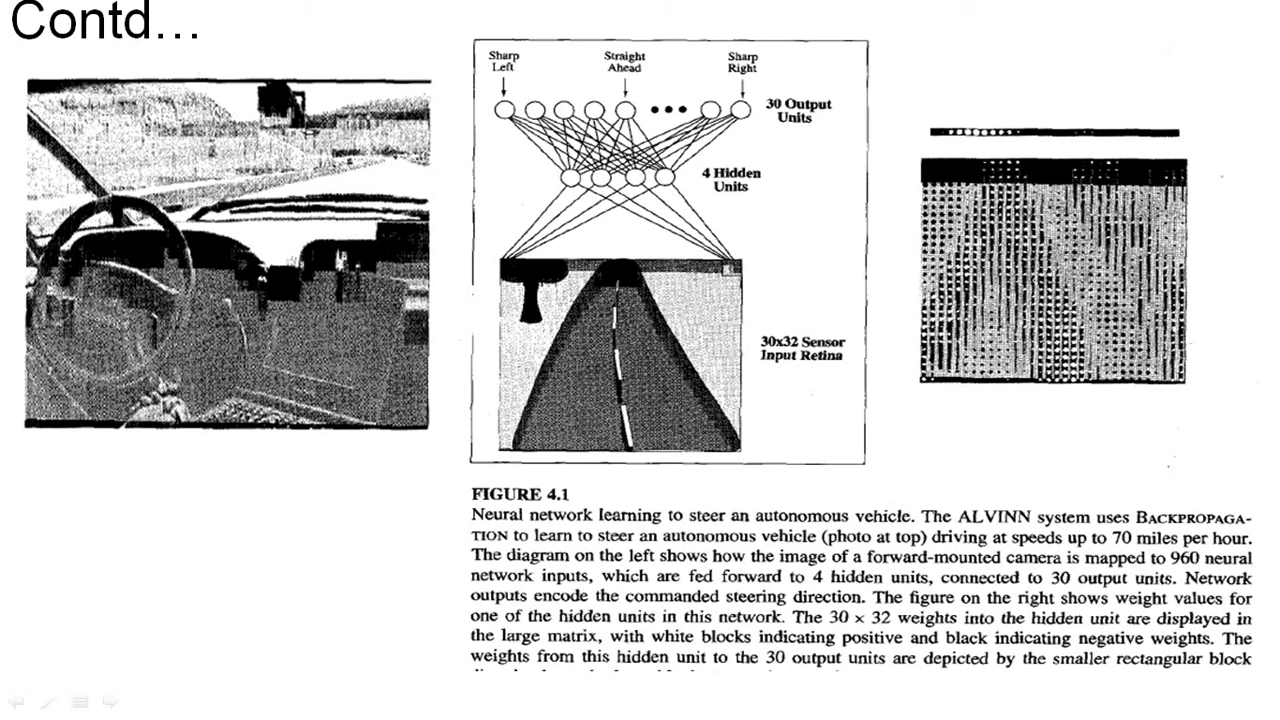 Contd...
Sharp Left
Straight Ahead
Sharp Right
30 Output Units
4 Hidden Units
30x32 Sensor Input Retina
FIGURE 4.1
Neural network learning to steer an autonomous vehicle. The ALVINN system uses BACKPROPAGA-
TION to learn to steer an autonomous vehicle (photo at top) driving at speeds up to 70 miles per hour.
The diagram on the left shows how the image of a forward-mounted camera is mapped to 960 neural
network inputs, which are fed forward to 4 hidden units, connected to 30 output units. Network
outputs encode the commanded steering direction. The figure on the right shows weight values for
one of the hidden units in this network. The 30 × 32 weights into the hidden unit are displayed in
the large matrix, with white blocks indicating positive and black indicating negative weights. The
weights from this hidden unit to the 30 output units are depicted by the smaller rectangular block